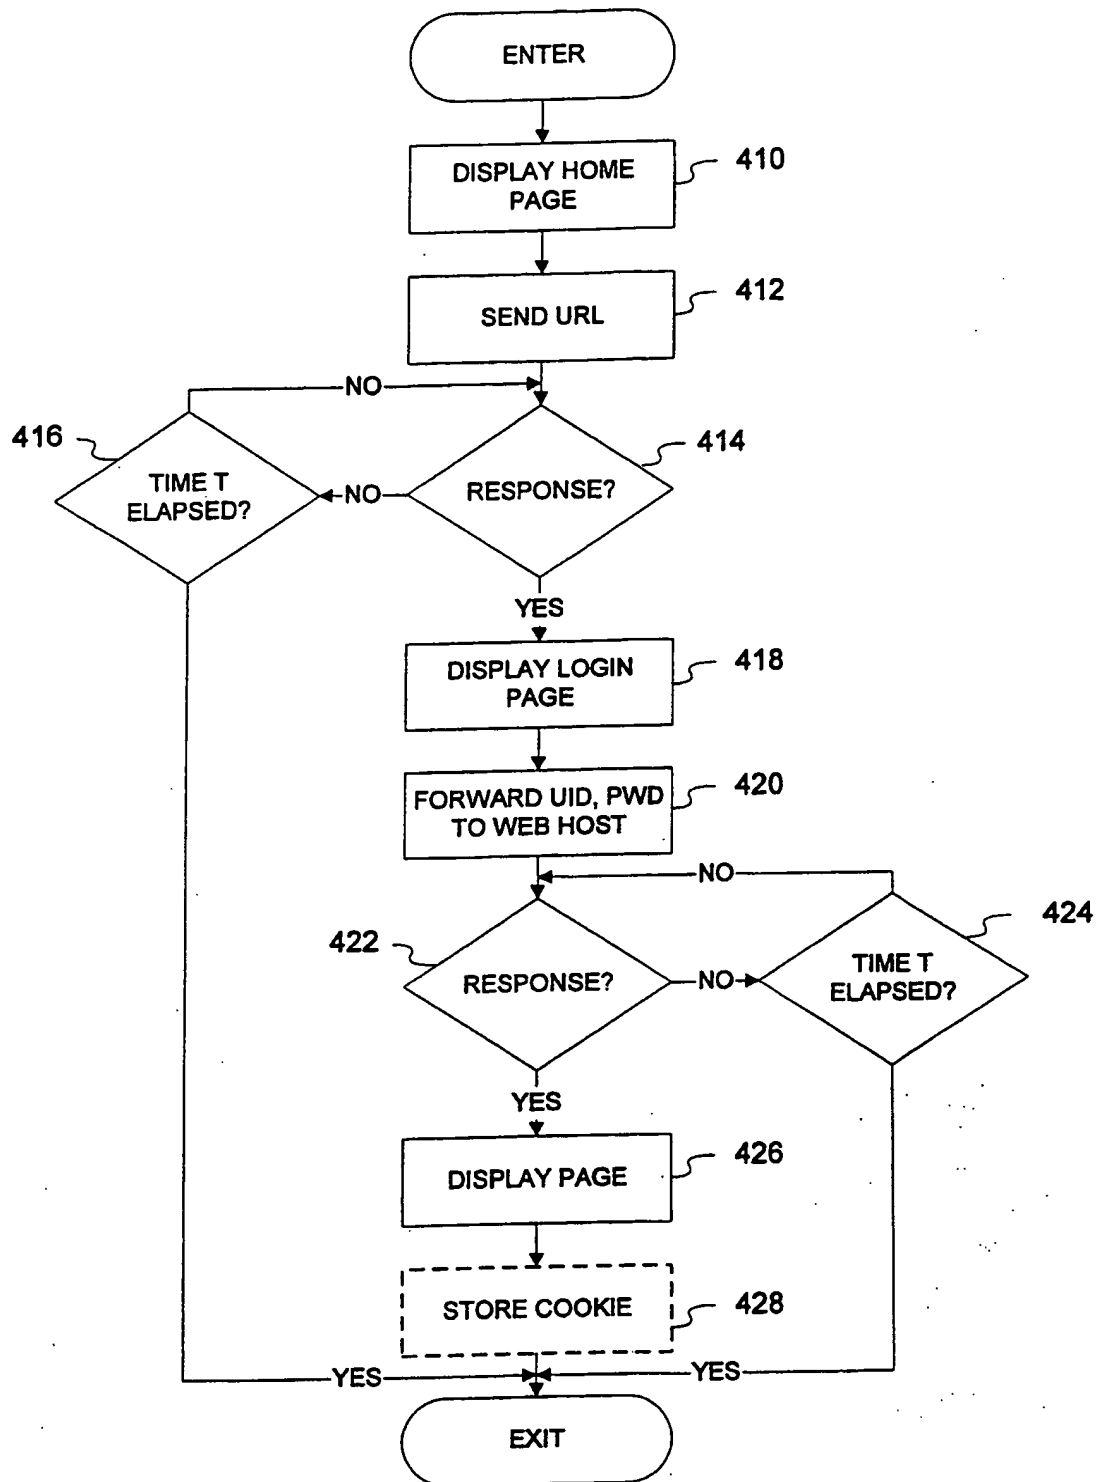 ENTER
DISPLAY HOME
PAGE
410
SEND URL
412
NO
416
TIME T
ELAPSED?
NO
RESPONSE?
414
YES
DISPLAY LOGIN
PAGE
418
FORWARD UID, PWD
TO WEB HOST
420
NO
422
RESPONSE?
NO
TIME T
ELAPSED?
424
YES
DISPLAY PAGE
426
STORE COOKIE
428
YES
YES
EXIT